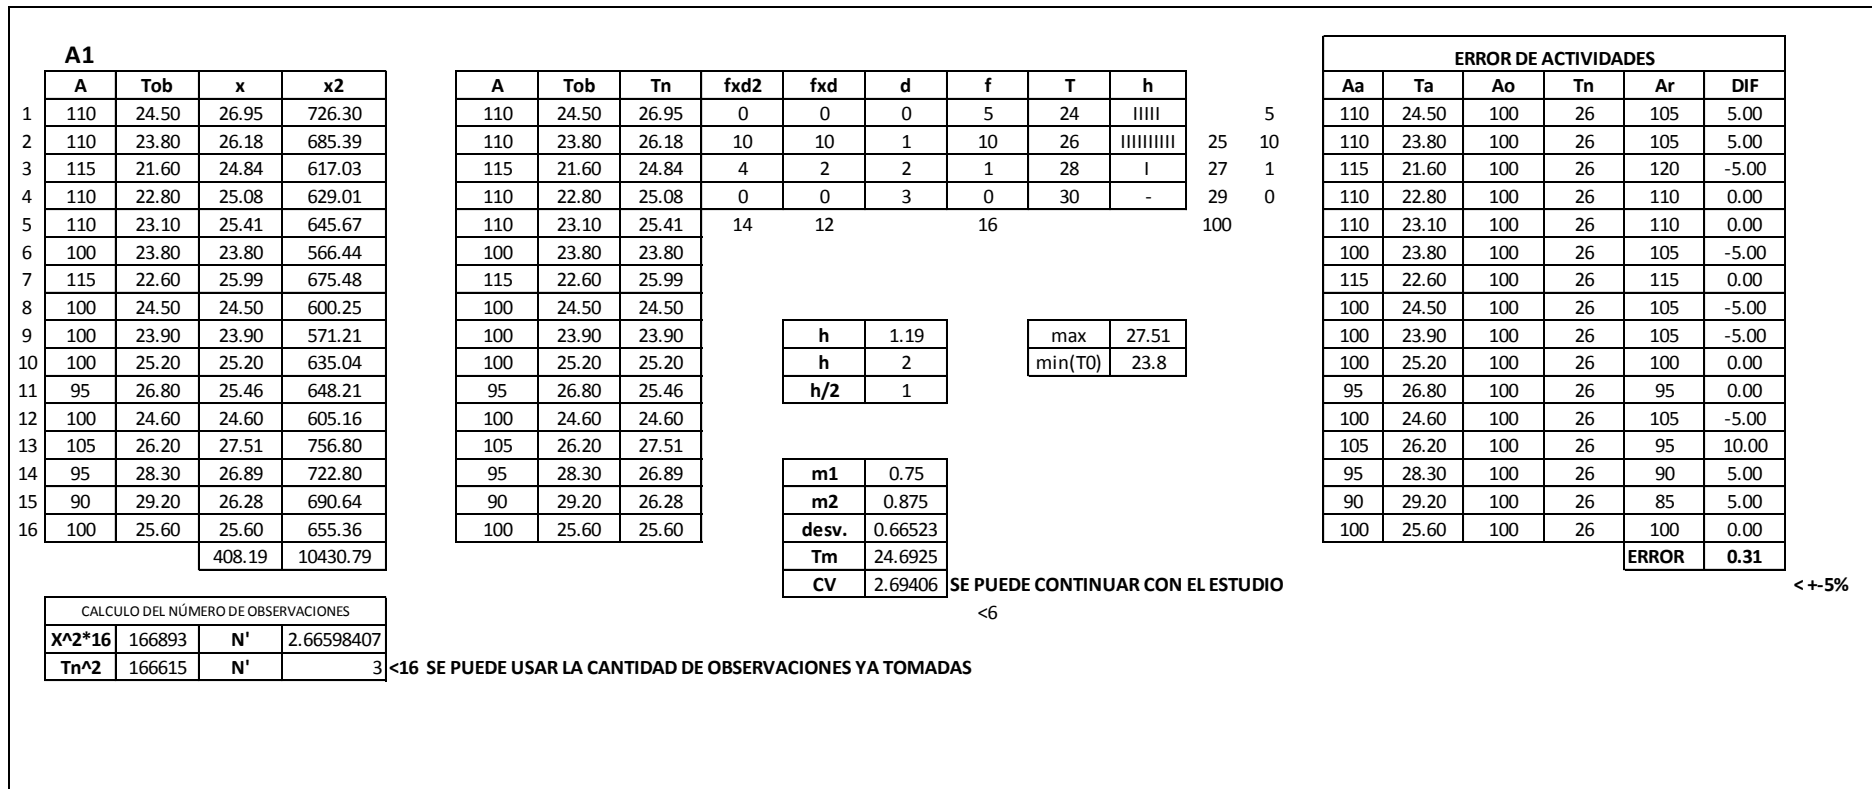 A1
ERROR DE ACTIVIDADES
A Tob x x2 A Tob Tn fxd2 fxd d f T h Aa Ta Ao Tn Ar DIF
1 110 24.50 26.95 726.30 110 24.50 26.95 0 0 0 5 24 IIIII 5 110 24.50 100 26 105 5.00
2 110 23.80 26.18 685.39 110 23.80 26.18 10 10 1 10 26 IIIIIIIIII 25 10 110 23.80 100 26 105 5.00
3 115 21.60 24.84 617.03 115 21.60 24.84 4 2 2 1 28 I 27 1 115 21.60 100 26 120 -5.00
4 110 22.80 25.08 629.01 110 22.80 25.08 0 0 3 0 30 - 29 0 110 22.80 100 26 110 0.00
5 110 23.10 25.41 645.67 110 23.10 25.41 14 12 16 100 110 23.10 100 26 110 0.00
6 100 23.80 23.80 566.44 100 23.80 23.80 100 23.80 100 26 105 -5.00
7 115 22.60 25.99 675.48 115 22.60 25.99 115 22.60 100 26 115 0.00
8 100 24.50 24.50 600.25 100 24.50 24.50 100 24.50 100 26 105 -5.00
9 100 23.90 23.90 571.21 100 23.90 23.90 h 1.19 max 27.51 100 23.90 100 26 105 -5.00
10 100 25.20 25.20 635.04 100 25.20 25.20 h 2 min(T0) 23.8 100 25.20 100 26 100 0.00
11 95 26.80 25.46 648.21 95 26.80 25.46 h/2 1 95 26.80 100 26 95 0.00
12 100 24.60 24.60 605.16 100 24.60 24.60 100 24.60 100 26 105 -5.00
13 105 26.20 27.51 756.80 105 26.20 27.51 105 26.20 100 26 95 10.00
14 95 28.30 26.89 722.80 95 28.30 26.89 m1 0.75 95 28.30 100 26 90 5.00
15 90 29.20 26.28 690.64 90 29.20 26.28 m2 0.875 90 29.20 100 26 85 5.00
16 100 25.60 25.60 655.36 100 25.60 25.60 desv. 0.66523 100 25.60 100 26 100 0.00
408.19 10430.79 Tm 24.6925 ERROR 0.31
CV 2.69406 SE PUEDE CONTINUAR CON EL ESTUDIO < +-5%
CALCULO DEL NÚMERO DE OBSERVACIONES <6
X^2*16 166893 N' 2.66598407
Tn^2 166615 N' 3 <16 SE PUEDE USAR LA CANTIDAD DE OBSERVACIONES YA TOMADAS